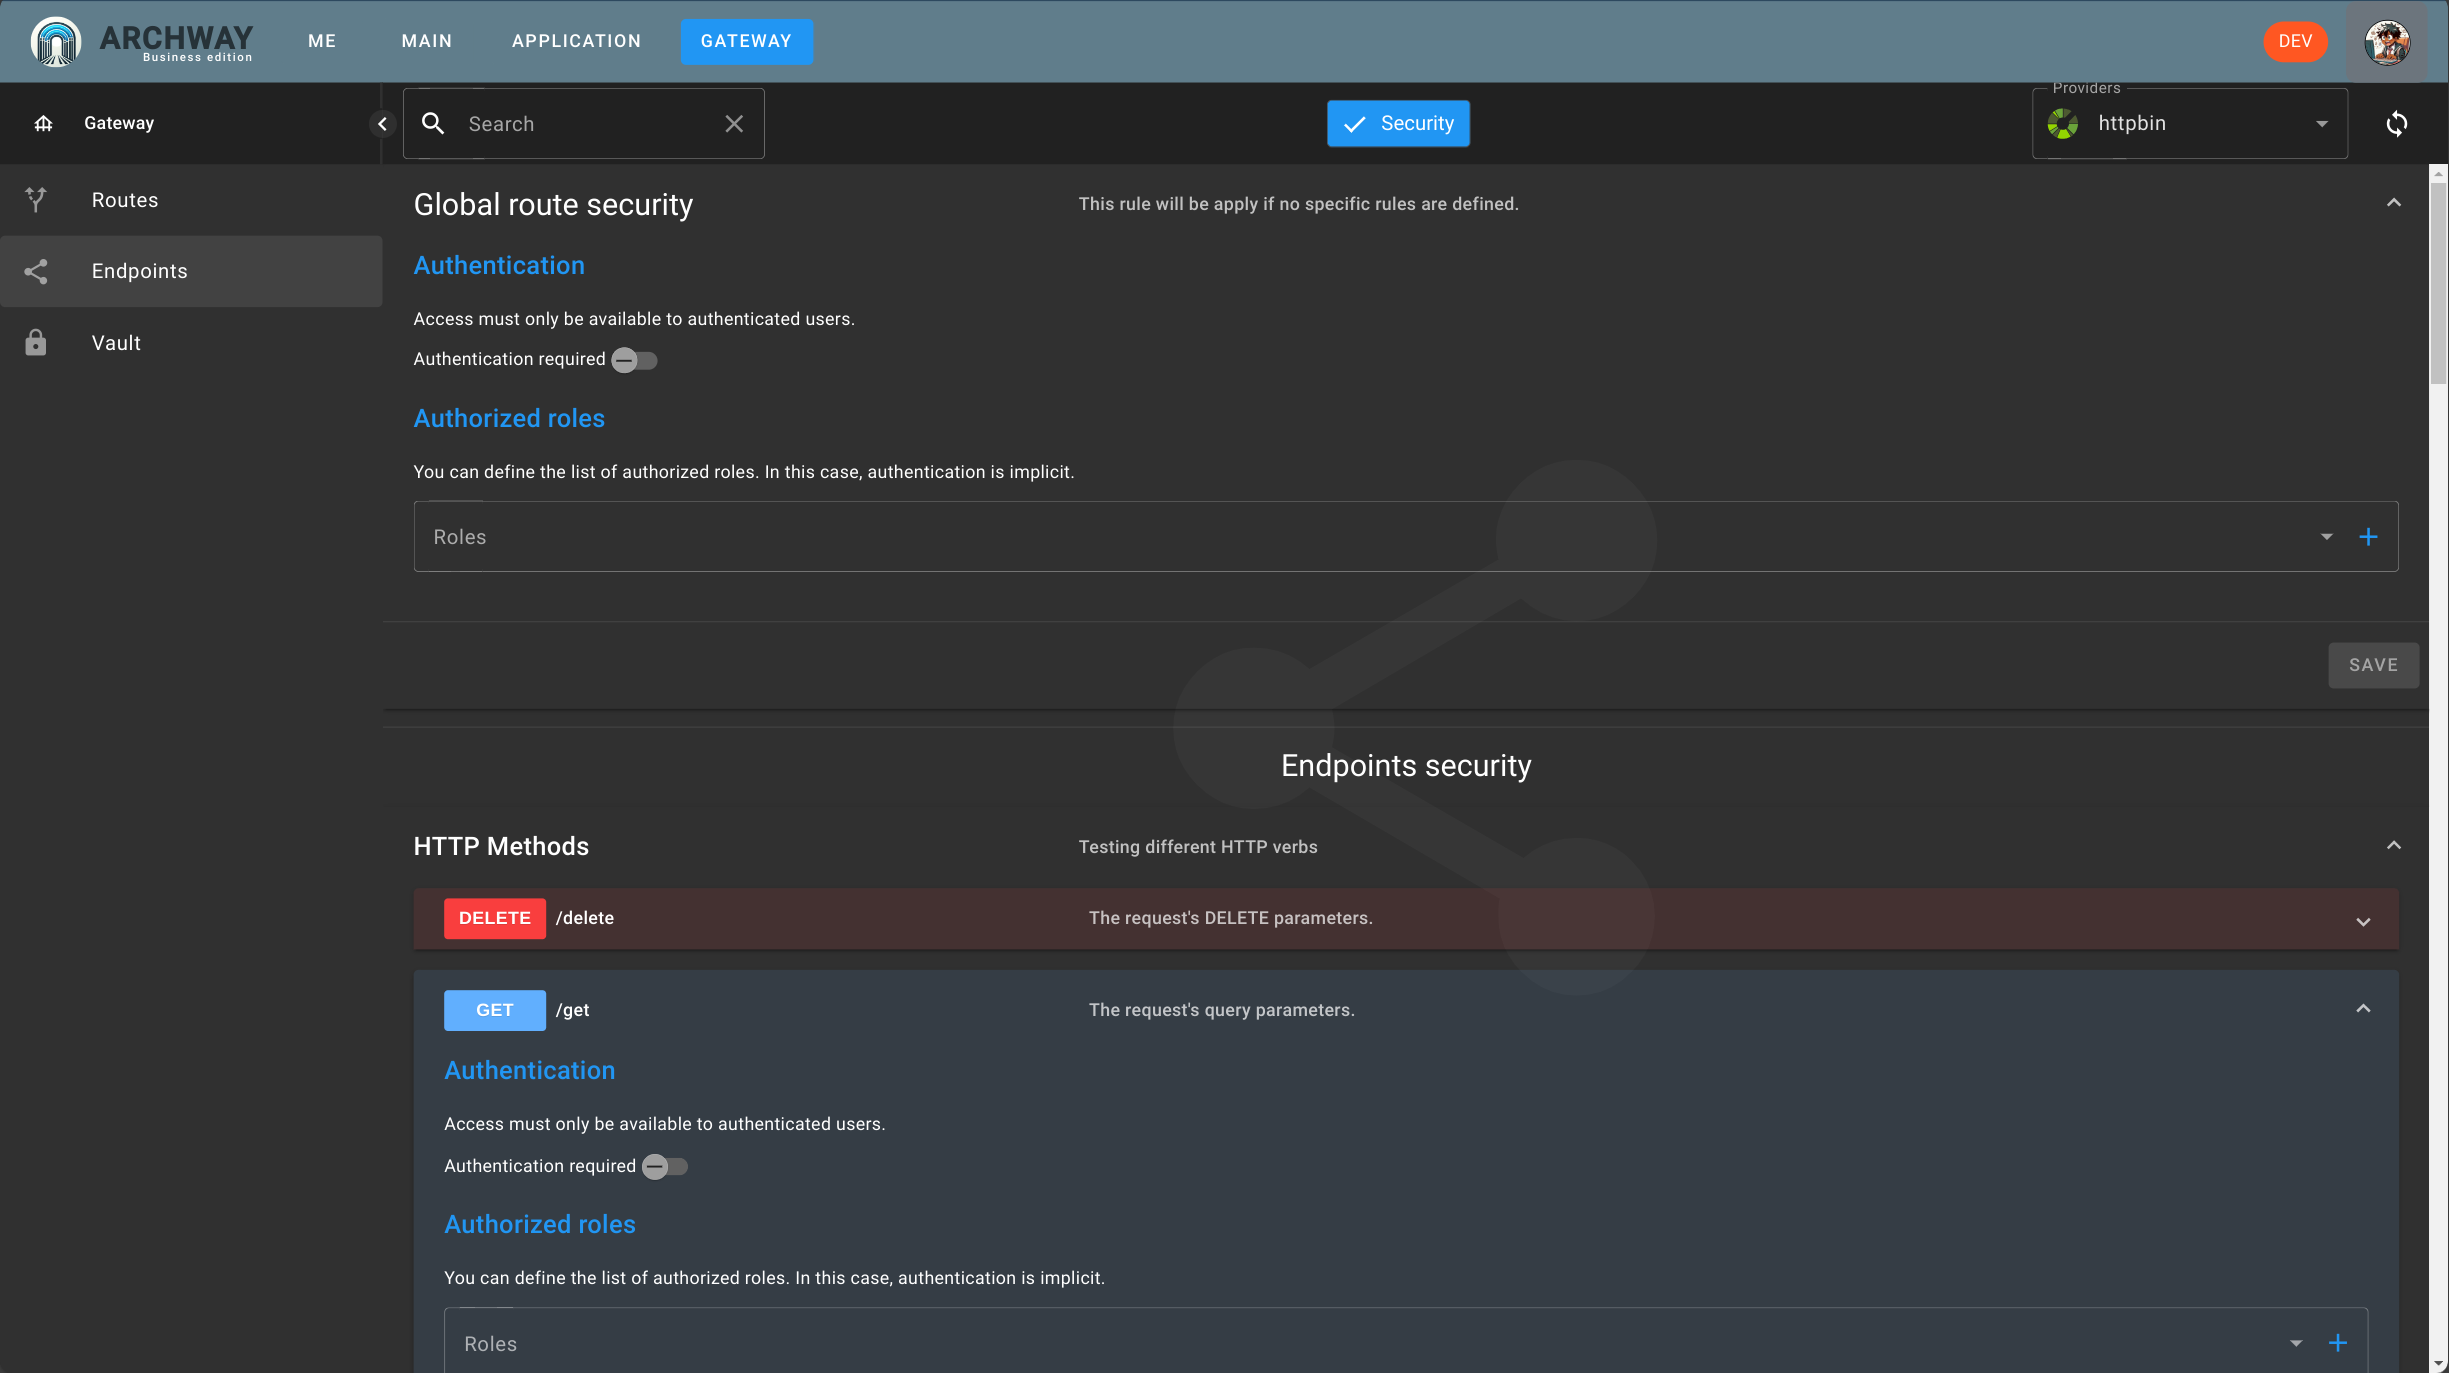 ARCHWAY
Business edition
ME
MAIN
APPLICATION
GATEWAY
DEV
Gateway
Search
Security
Providers
httpbin
Routes
Endpoints
Vault
Global route security
This rule will be apply if no specific rules are defined.
Authentication
Access must only be available to authenticated users.
Authentication required
Authorized roles
You can define the list of authorized roles. In this case, authentication is implicit.
Roles
SAVE
Endpoints security
HTTP Methods
Testing different HTTP verbs
DELETE /delete
The request's DELETE parameters.
GET /get
The request's query parameters.
Authentication
Access must only be available to authenticated users.
Authentication required
Authorized roles
You can define the list of authorized roles. In this case, authentication is implicit.
Roles